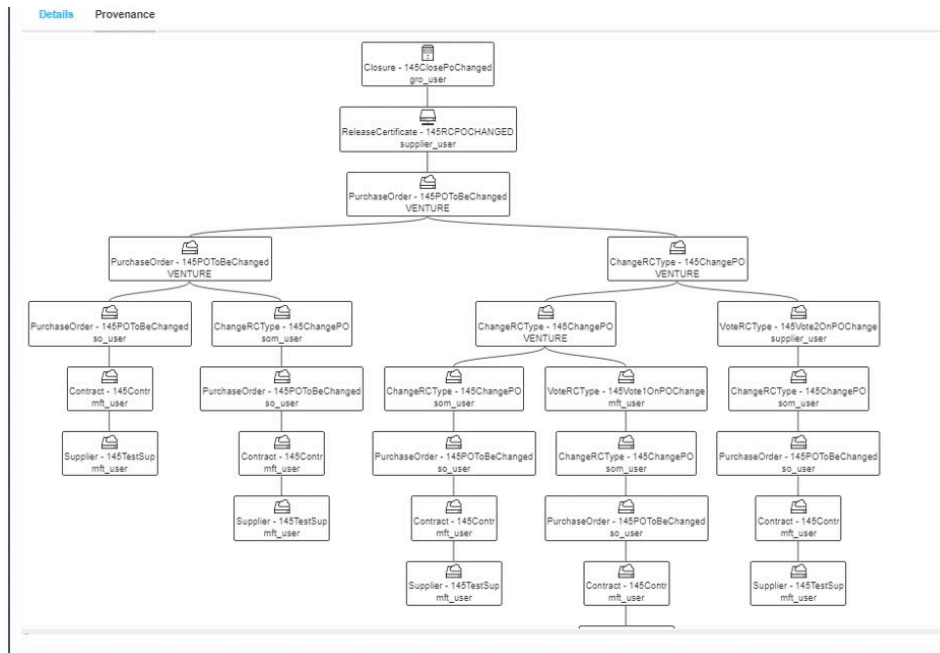 Details Provenance
Closure - 145ClosePoChanged
gro_user
ReleaseCertificate - 145RCPOCHANGED
supplier_user
PurchaseOrder - 145POToBeChanged
VENTURE
PurchaseOrder - 145POToBeChanged
VENTURE
ChangeRCType - 145ChangePO
VENTURE
PurchaseOrder - 145POToBeChanged
so_user
ChangeRCType - 145ChangePO
som_user
ChangeRCType - 145ChangePO
VENTURE
VoteRCType - 145Vote2OnPOChange
supplier_user
Contract - 145Contr
mft_user
PurchaseOrder - 145POToBeChanged
so_user
ChangeRCType - 145ChangePO
som_user
VoteRCType - 145Vote1OnPOChange
mft_user
ChangeRCType - 145ChangePO
som_user
Supplier - 145TestSup
mft_user
Contract - 145Contr
mft_user
PurchaseOrder - 145POToBeChanged
so_user
ChangeRCType - 145ChangePO
som_user
PurchaseOrder - 145POToBeChanged
so_user
Supplier - 145TestSup
mft_user
Contract - 145Contr
mft_user
PurchaseOrder - 145POToBeChanged
so_user
Contract - 145Contr
mft_user
Supplier - 145TestSup
mft_user
Contract - 145Contr
mft_user
Supplier - 145TestSup
mft_user